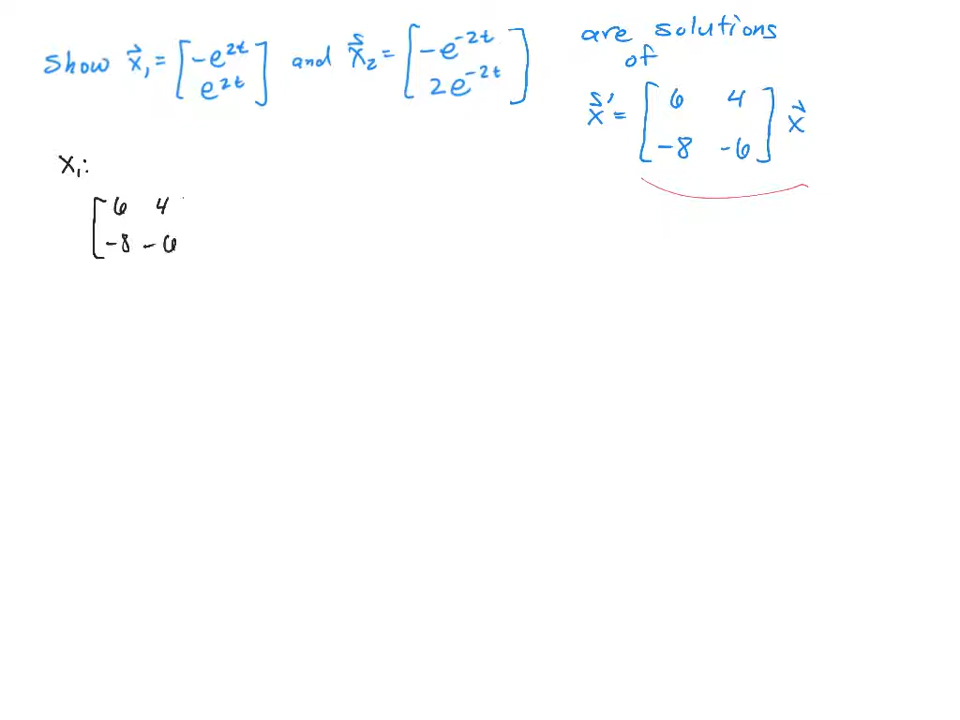 Show x⃗₁ = [ -e^{2t} ; e^{2t} ] and x⃗₂ = [ -e^{-2t} ; 2e^{-2t} ]
are solutions
of
x⃗' = [ 6 4 ; -8 -6 ] x⃗
x₁:
[ 6 4
-8 -6